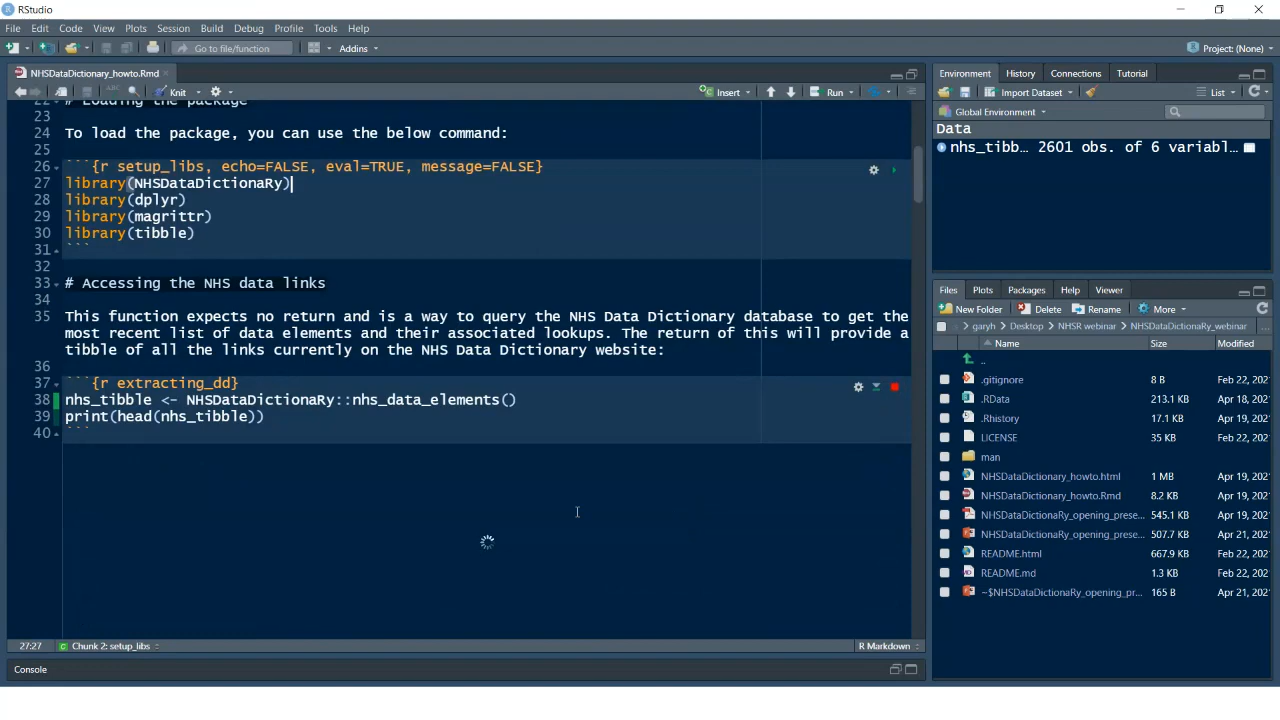 RStudio
File Edit Code View Plots Session Build Debug Profile Tools Help
Go to file/function Addins Project: (None)
NHSDataDictionary_howto.Rmd
Knit Insert Run
22 # Loading the package
23
24 To load the package, you can use the below command:
25
26 ```{r setup_libs, echo=FALSE, eval=TRUE, message=FALSE}
27 library(NHSDataDictionaRy)
28 library(dplyr)
29 library(magrittr)
30 library(tibble)
31 ```
32
33 # Accessing the NHS data links
34
35 This function expects no return and is a way to query the NHS Data Dictionary database to get the
most recent list of data elements and their associated lookups. The return of this will provide a
tibble of all the links currently on the NHS Data Dictionary website:
36
37 ```{r extracting_dd}
38 nhs_tibble <- NHSDataDictionaRy::nhs_data_elements()
39 print(head(nhs_tibble))
40 ```
27:27 Chunk 2: setup_libs R Markdown
Console
Environment History Connections Tutorial
Import Dataset List
Global Environment
Data
nhs_tibb… 2601 obs. of 6 variabl…
Files Plots Packages Help Viewer
New Folder Delete Rename More
garyh Desktop NHSR webinar NHSDataDictionaRy_webinar ...
Name Size Modified
..
.gitignore 8 B Feb 22, 202
.RData 213.1 KB Apr 18, 202
.Rhistory 17.1 KB Apr 19, 202
LICENSE 35 KB Feb 22, 202
man
NHSDataDictionary_howto.html 1 MB Apr 19, 202
NHSDataDictionary_howto.Rmd 8.2 KB Apr 19, 202
NHSDataDictionaRy_opening_prese... 545.1 KB Apr 19, 202
NHSDataDictionaRy_opening_prese... 507.7 KB Apr 21, 202
README.html 667.9 KB Feb 22, 202
README.md 1.3 KB Feb 22, 202
~$NHSDataDictionaRy_opening_pr... 165 B Apr 21, 202